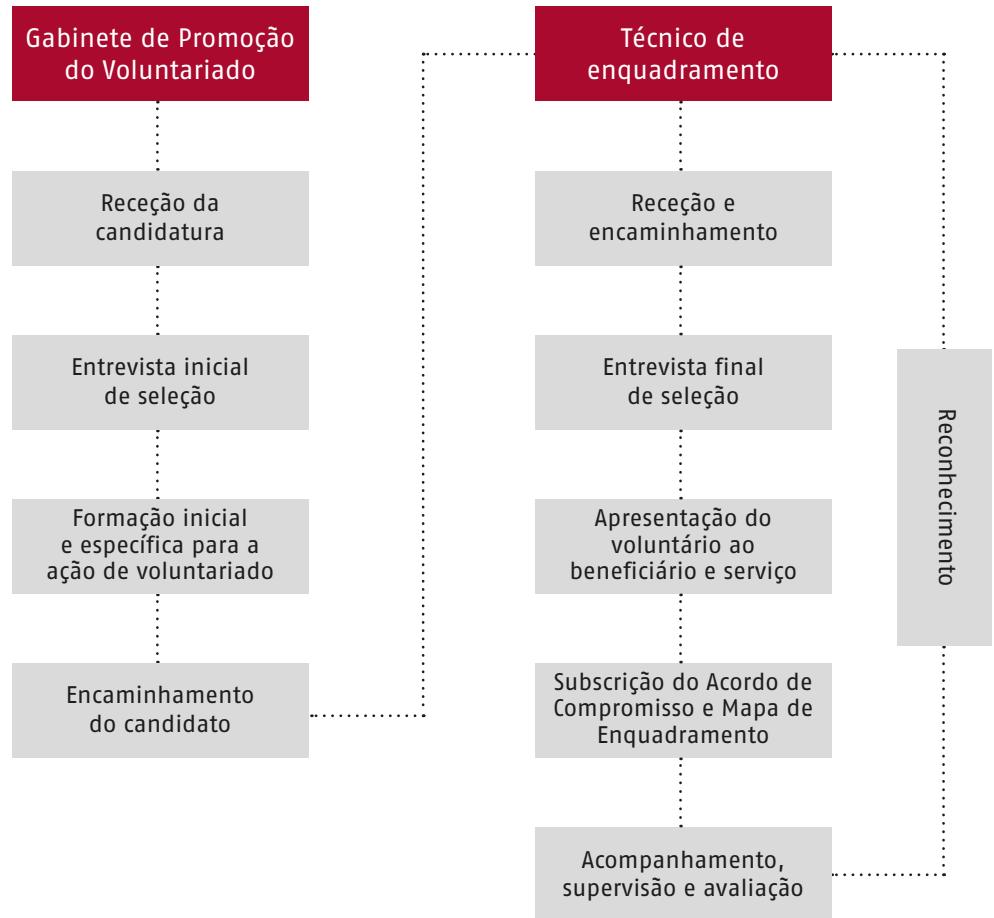 Gabinete de Promoção
do Voluntariado
Receção da
candidatura
Entrevista inicial
de seleção
Formação inicial
e específica para a
ação de voluntariado
Encaminhamento
do candidato
Técnico de
enquadramento
Receção e
encaminhamento
Entrevista final
de seleção
Apresentação do
voluntário ao
beneficiário e serviço
Subscrição do Acordo de
Compromisso e Mapa de
Enquadramento
Acompanhamento,
supervisão e avaliação
Reconhecimento